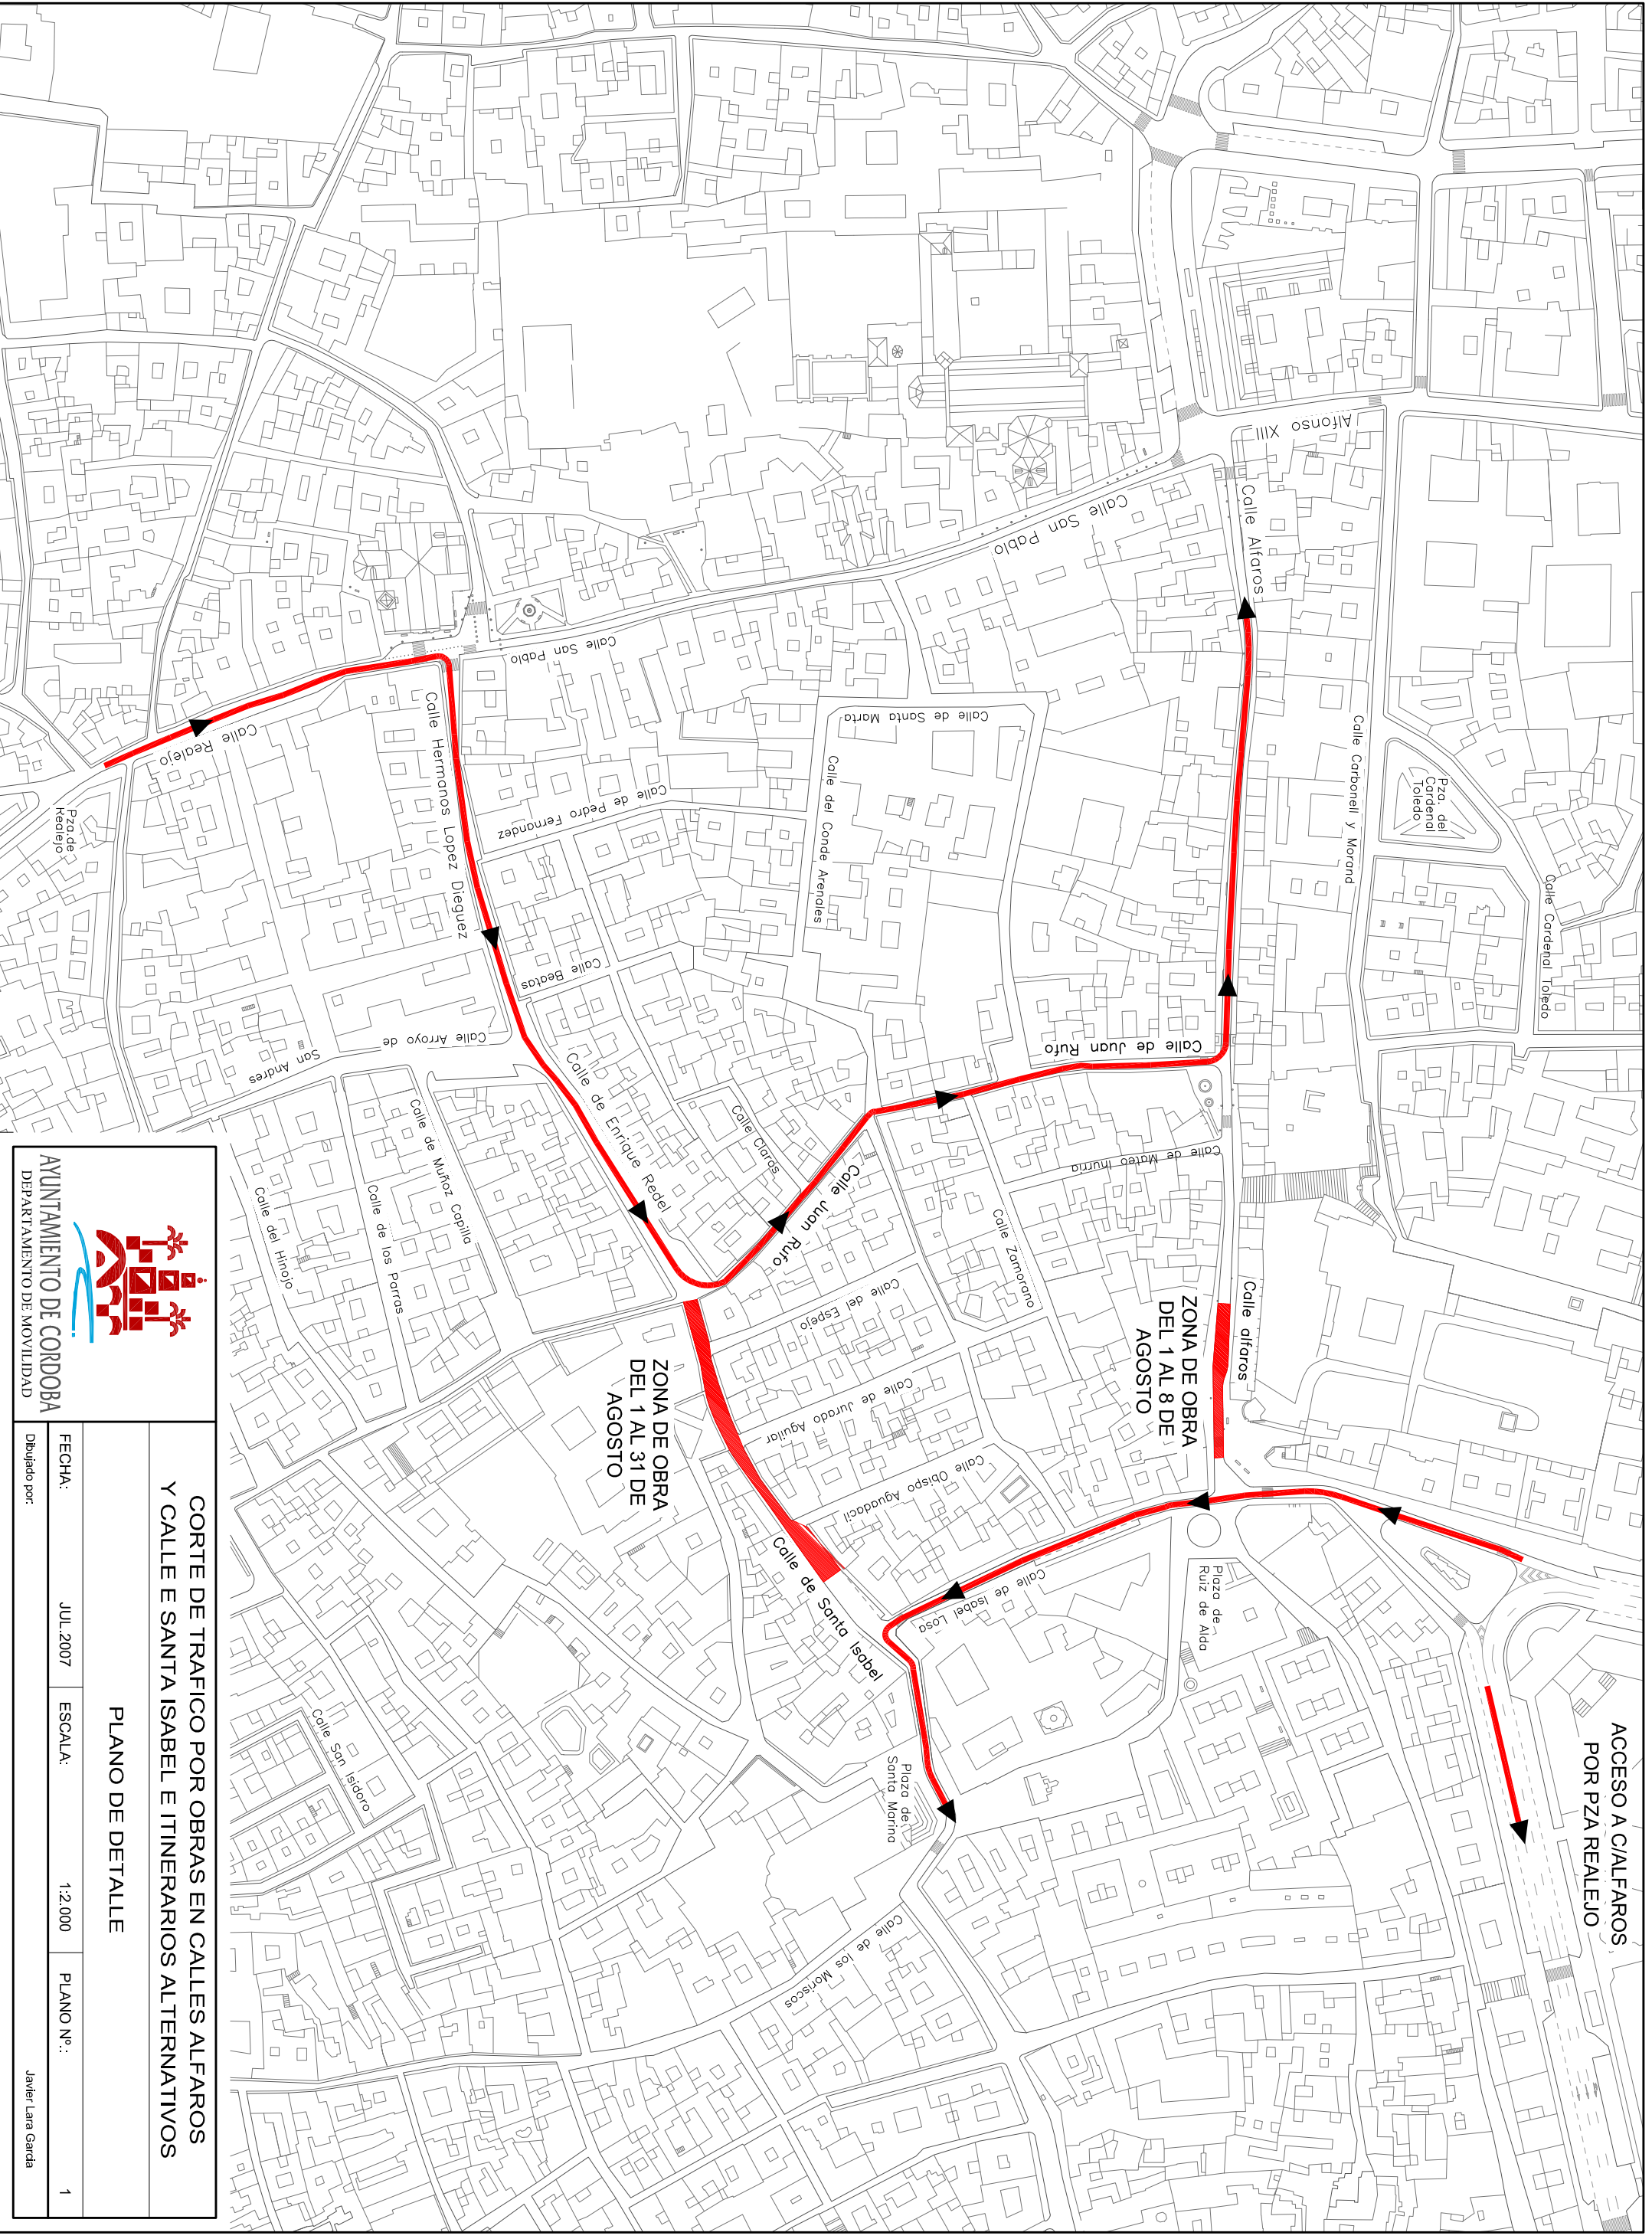 ACCESO A C/ALFAROS
POR PZA REALEJO
Alfonso XIII
Calle Alfaros
Calle San Pablo
Calle Carbonell y Morand
Pza. del
Cardenal
Toledo
Calle Cardenal Toledo
Calle San Pablo
Calle de Santa Marta
Calle del Conde Arenales
Calle de Pedro Fernandez
Calle Hermanos Lopez Dieguez
Calle Realejo
Pza.de
Realejo
Calle Beatas
Calle Arroyo de
San Andres
Calle de Enrique Redel
Calle Claros
Calle Juan Rufo
Calle de Juan Rufo
Calle de Mateo Inurria
Calle Zamorano
Calle alfaros
ZONA DE OBRA
DEL 1 AL 8 DE
AGOSTO
Calle del Espejo
Calle de Jurado Aguilar
Calle Obispo Aguadacil
ZONA DE OBRA
DEL 1 AL 31 DE
AGOSTO
Calle de Santa Isabel
Calle de Isabel Losa
Plaza de
Ruiz de Alda
Plaza de
Santa Marina
Calle de los Moriscos
Calle de Muñoz Capilla
Calle de los Parras
Calle del Hinojo
Calle San Isidoro
CORTE DE TRAFICO POR OBRAS EN CALLES ALFAROS
Y CALLE E SANTA ISABEL E ITINERARIOS ALTERNATIVOS
PLANO DE DETALLE
AYUNTAMIENTO DE CORDOBA
DEPARTAMENTO DE MOVILIDAD
FECHA: JUL.2007 ESCALA: 1:2.000 PLANO Nº.: 1
Dibujado por: Javier Lara Garcia